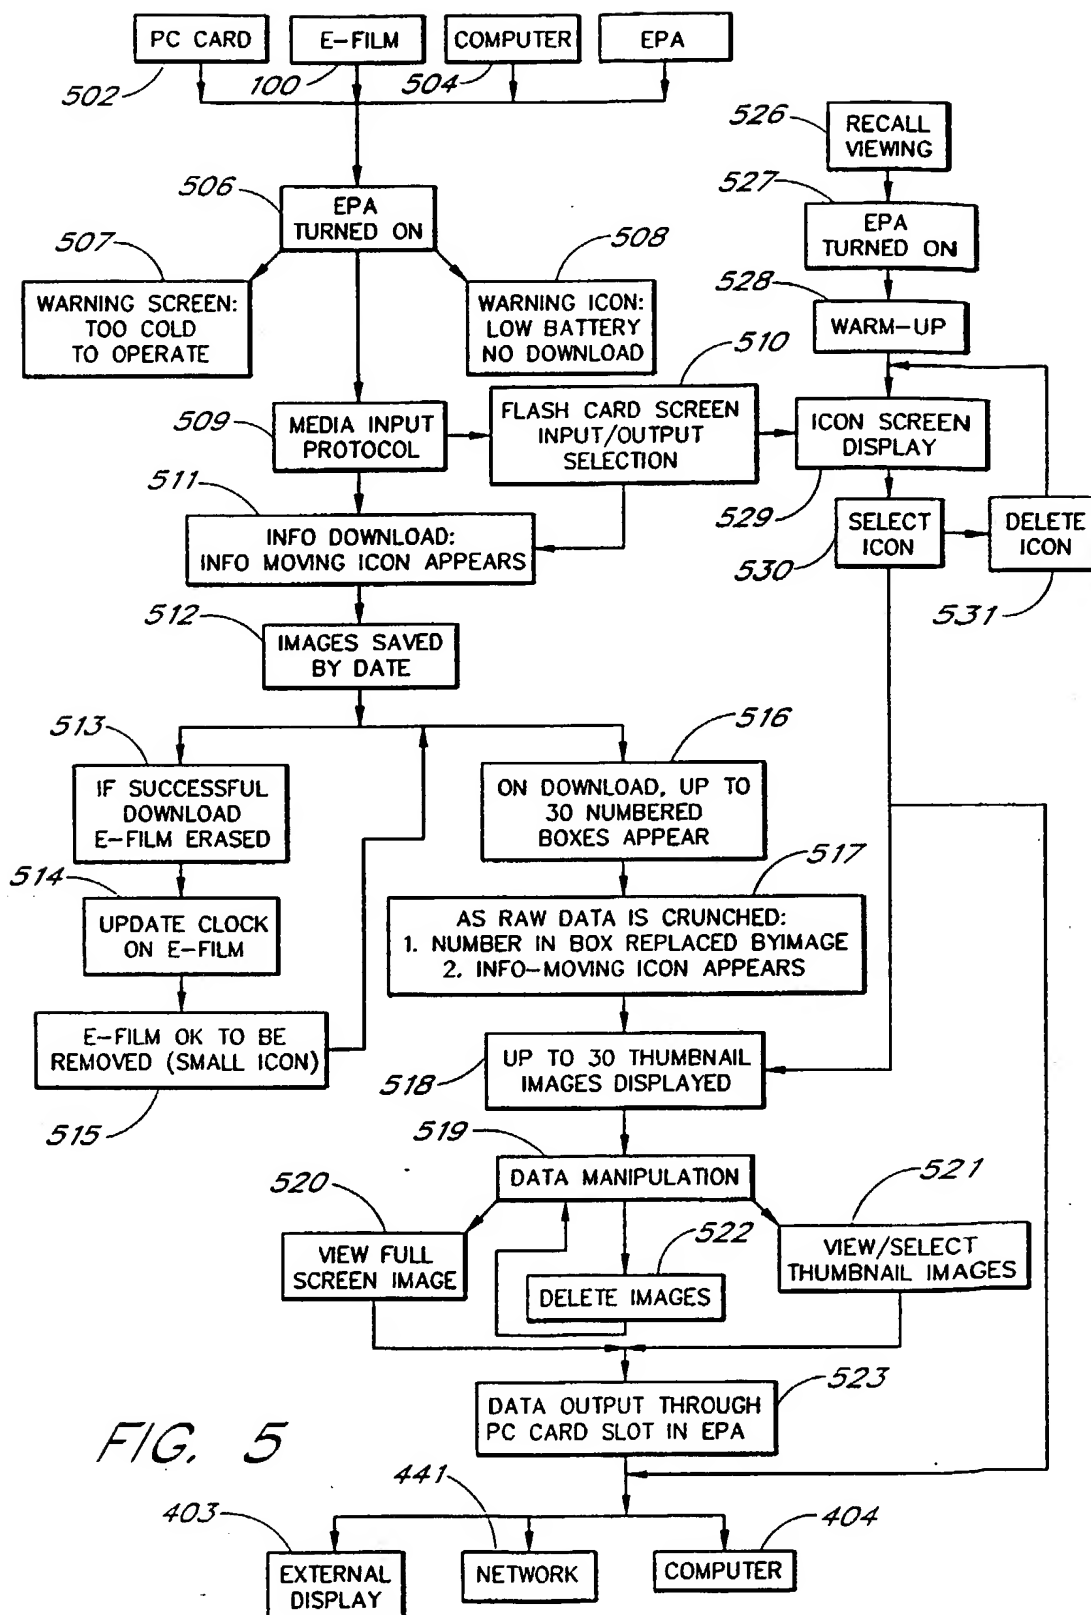 PC CARD
E-FILM
COMPUTER
EPA
502
100
504
526
RECALL
VIEWING
506
EPA
TURNED ON
527
EPA
TURNED ON
507
508
528
WARNING SCREEN:
TOO COLD
TO OPERATE
WARNING ICON:
LOW BATTERY
NO DOWNLOAD
WARM-UP
510
509
MEDIA INPUT
PROTOCOL
FLASH CARD SCREEN
INPUT/OUTPUT
SELECTION
ICON SCREEN
DISPLAY
511
529
INFO DOWNLOAD:
INFO MOVING ICON APPEARS
SELECT
ICON
DELETE
ICON
530
531
512
IMAGES SAVED
BY DATE
513
516
IF SUCCESSFUL
DOWNLOAD
E-FILM ERASED
ON DOWNLOAD, UP TO
30 NUMBERED
BOXES APPEAR
514
517
UPDATE CLOCK
ON E-FILM
AS RAW DATA IS CRUNCHED:
1. NUMBER IN BOX REPLACED BYIMAGE
2. INFO-MOVING ICON APPEARS
E-FILM OK TO BE
REMOVED (SMALL ICON)
515
518
UP TO 30 THUMBNAIL
IMAGES DISPLAYED
519
DATA MANIPULATION
520
521
VIEW FULL
SCREEN IMAGE
522
DELETE IMAGES
VIEW/SELECT
THUMBNAIL IMAGES
523
DATA OUTPUT THROUGH
PC CARD SLOT IN EPA
FIG. 5
403
441
404
EXTERNAL
DISPLAY
NETWORK
COMPUTER